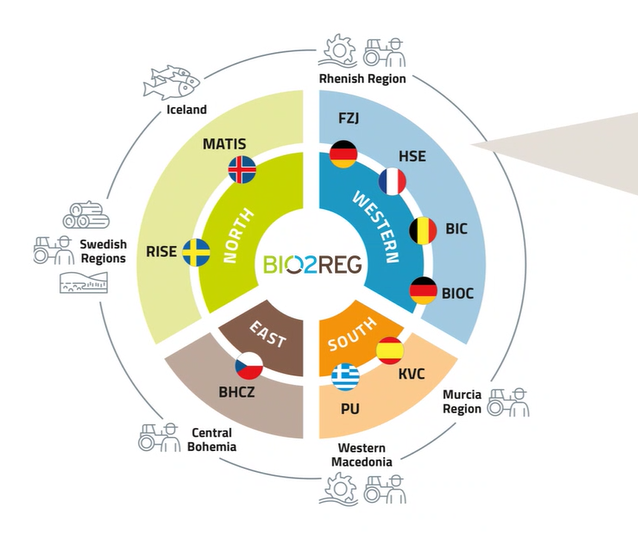 Rhenish Region
Iceland
FZJ
MATIS
HSE
NORTH
WESTERN
BIC
Swedish
Regions
RISE
BIO2REG
BIOC
EAST
SOUTH
KVC
BHCZ
PU
Murcia
Region
Central
Bohemia
Western
Macedonia